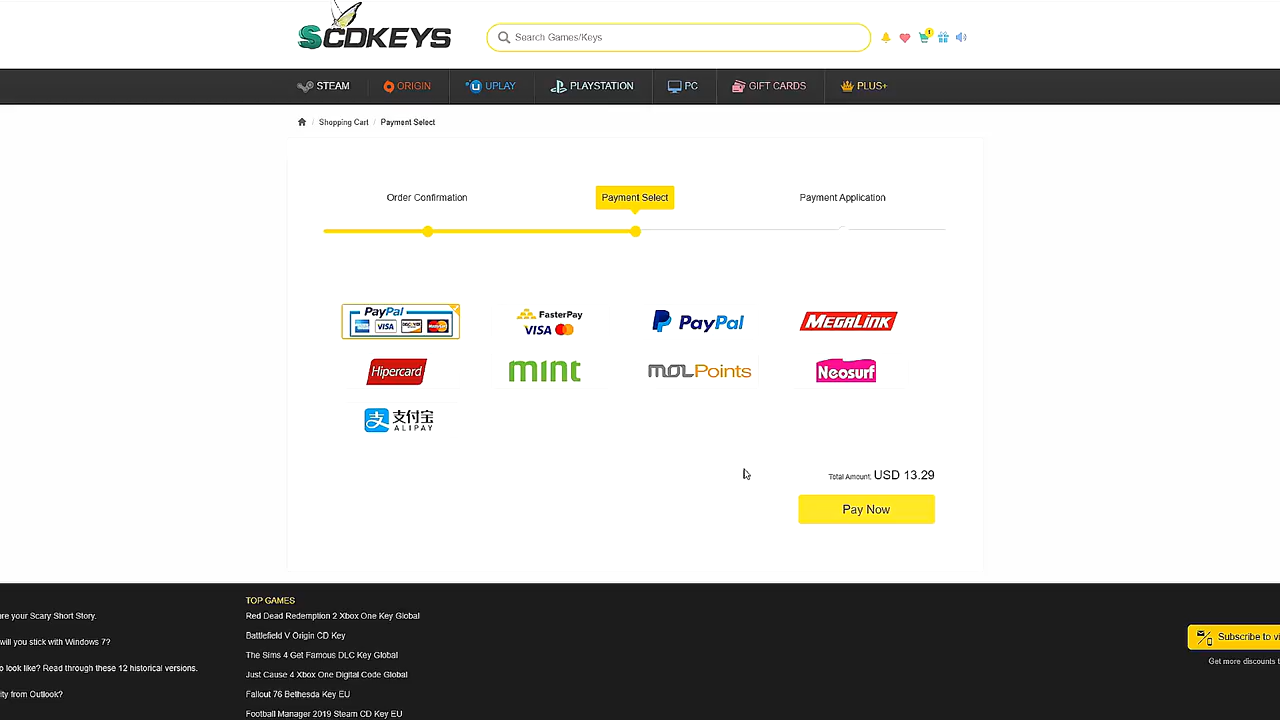 SCDKEYS
Search Games/Keys
1
STEAM
ORIGIN
UPLAY
PLAYSTATION
PC
GIFT CARDS
PLUS+
/ Shopping Cart / Payment Select
Order Confirmation
Payment Select
Payment Application
PayPal
VISA
FasterPay
VISA
PayPal
MEGALINK
Hipercard
mint
MOLPoints
Neosurf
支 支付宝
ALIPAY
Total Amount: USD 13.29
Pay Now
TOP GAMES
Red Dead Redemption 2 Xbox One Key Global
Battlefield V Origin CD Key
The Sims 4 Get Famous DLC Key Global
Just Cause 4 Xbox One Digital Code Global
Fallout 76 Bethesda Key EU
Football Manager 2019 Steam CD Key EU
re your Scary Short Story.
will you stick with Windows 7?
o look like? Read through these 12 historical versions.
ity from Outlook?
Subscribe to vi
Get more discounts t